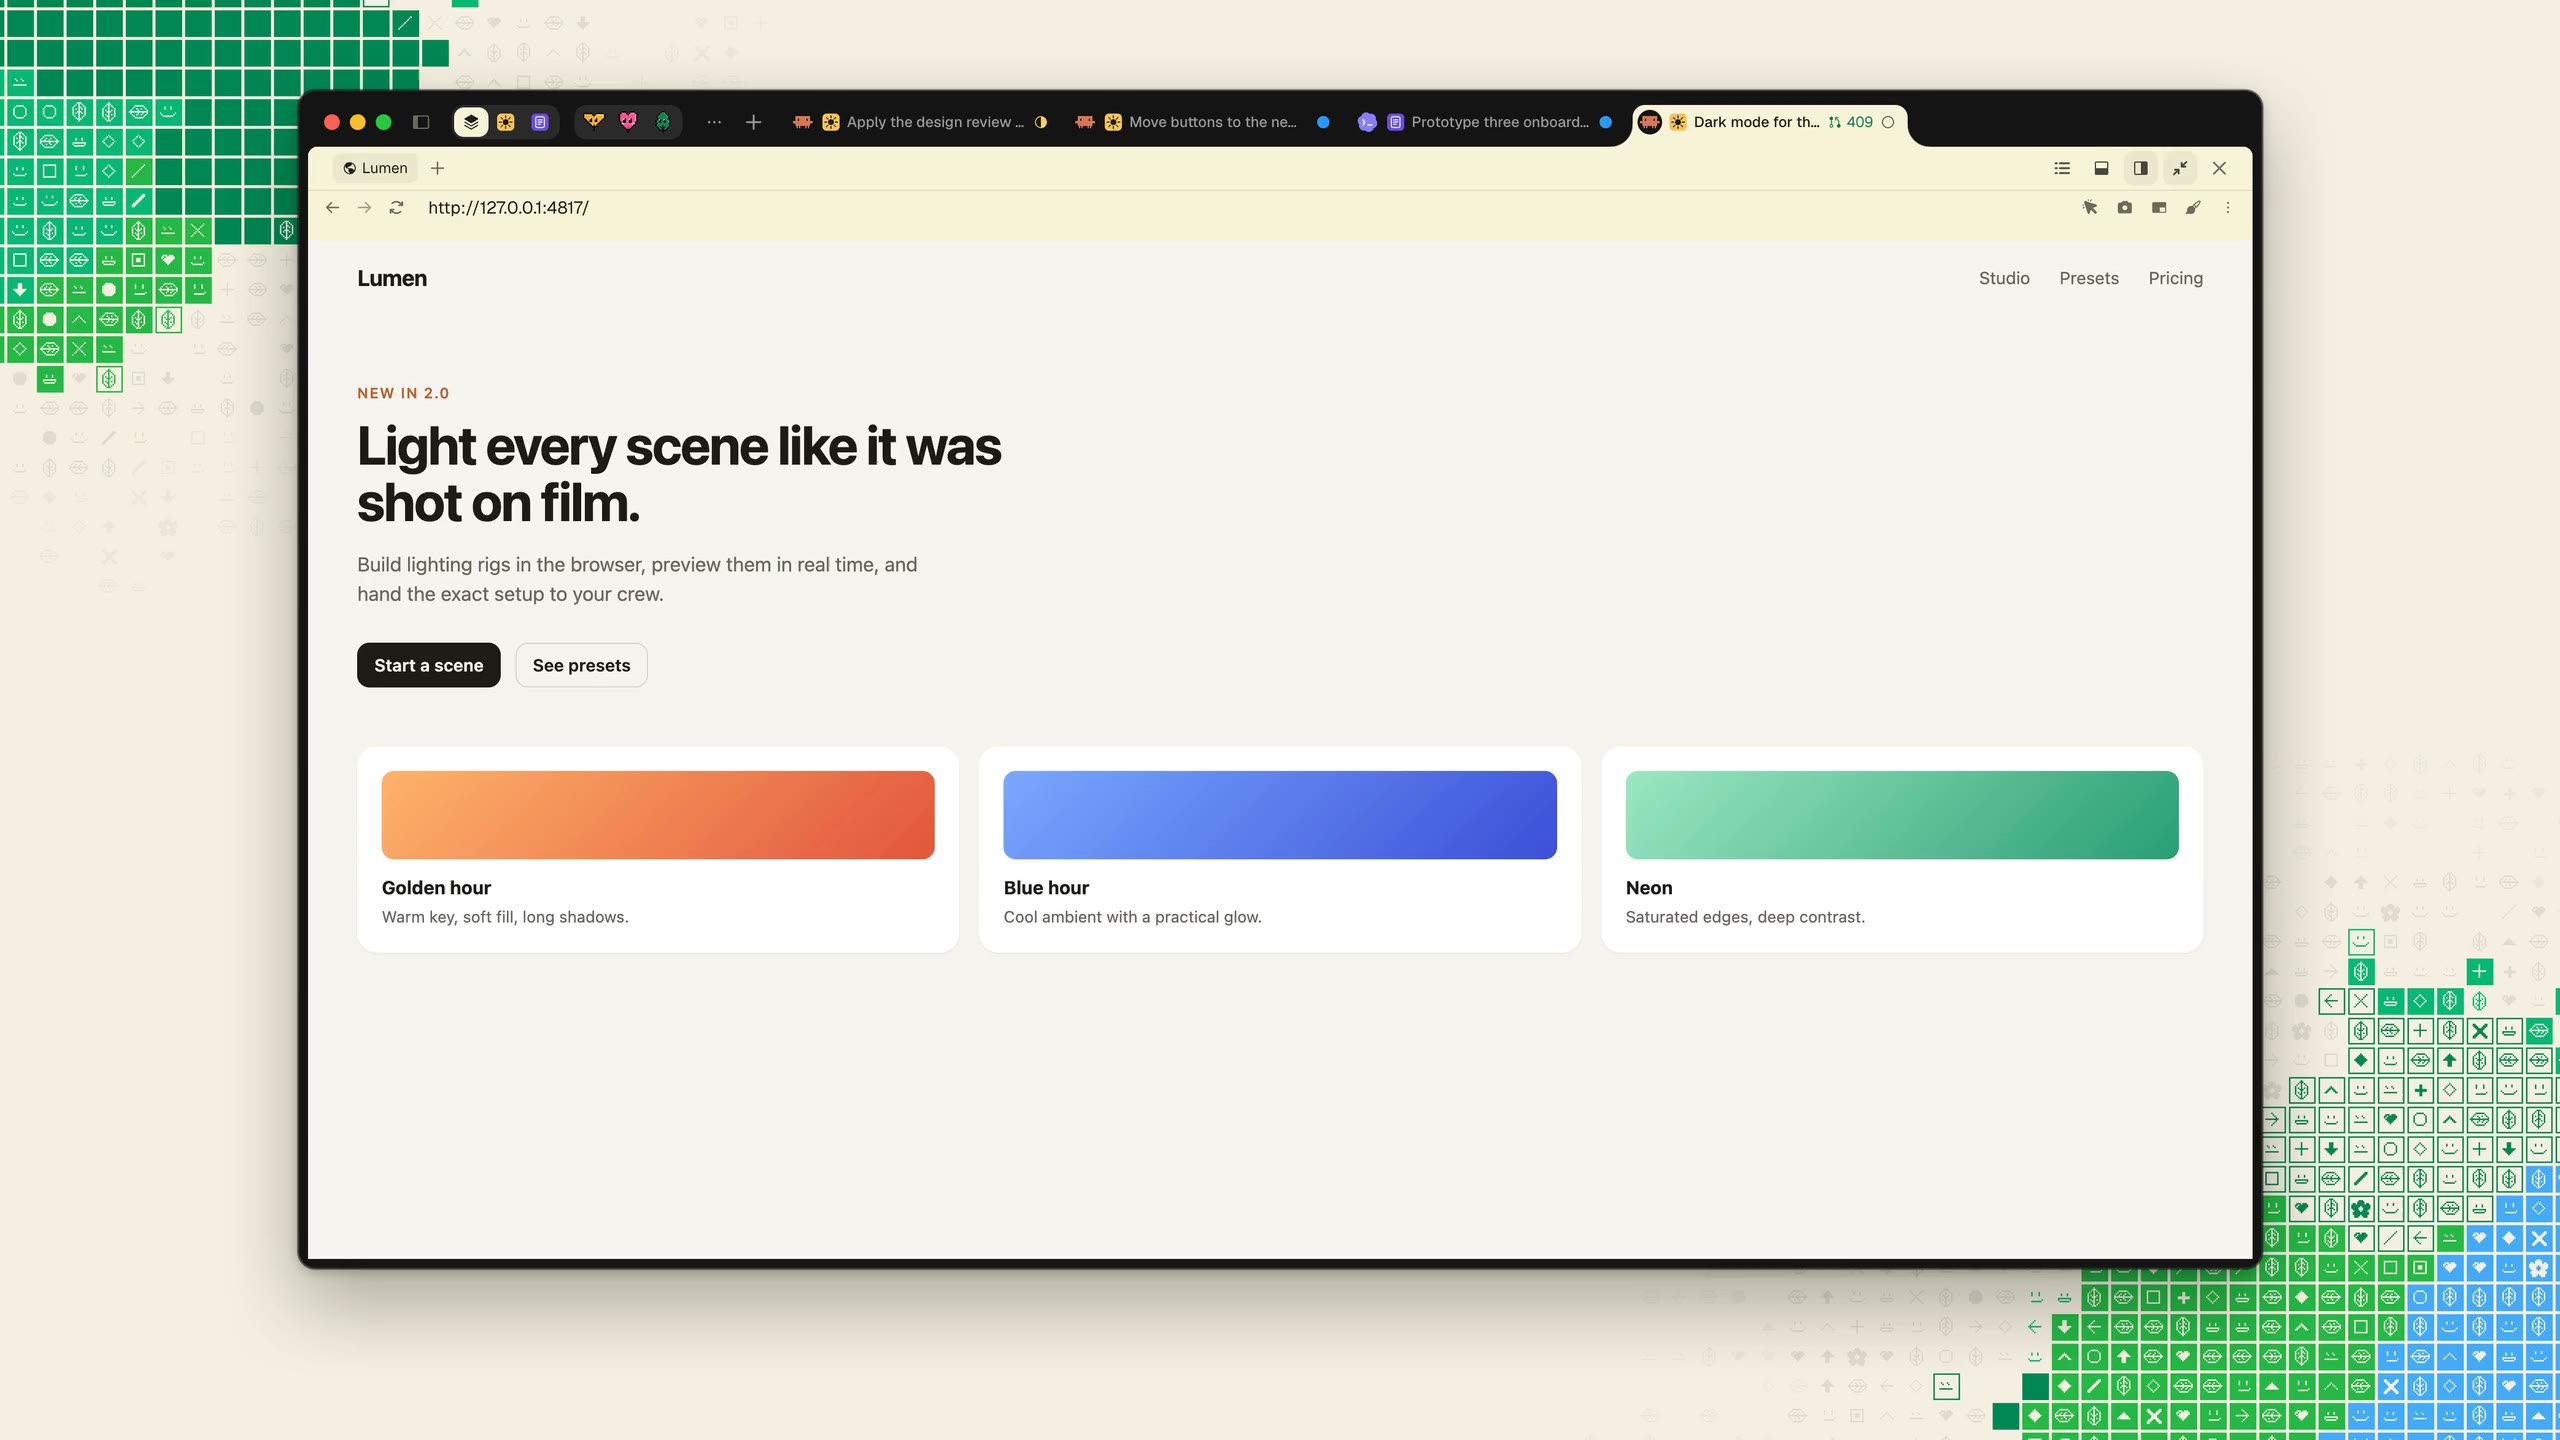 Apply the design review ...
Move buttons to the ne...
Prototype three onboard...
Dark mode for th...
409
Lumen
http://127.0.0.1:4817/
Lumen
Studio
Presets
Pricing
NEW IN 2.0
Light every scene like it was
shot on film.
Build lighting rigs in the browser, preview them in real time, and
hand the exact setup to your crew.
Start a scene
See presets
Golden hour
Warm key, soft fill, long shadows.
Blue hour
Cool ambient with a practical glow.
Neon
Saturated edges, deep contrast.